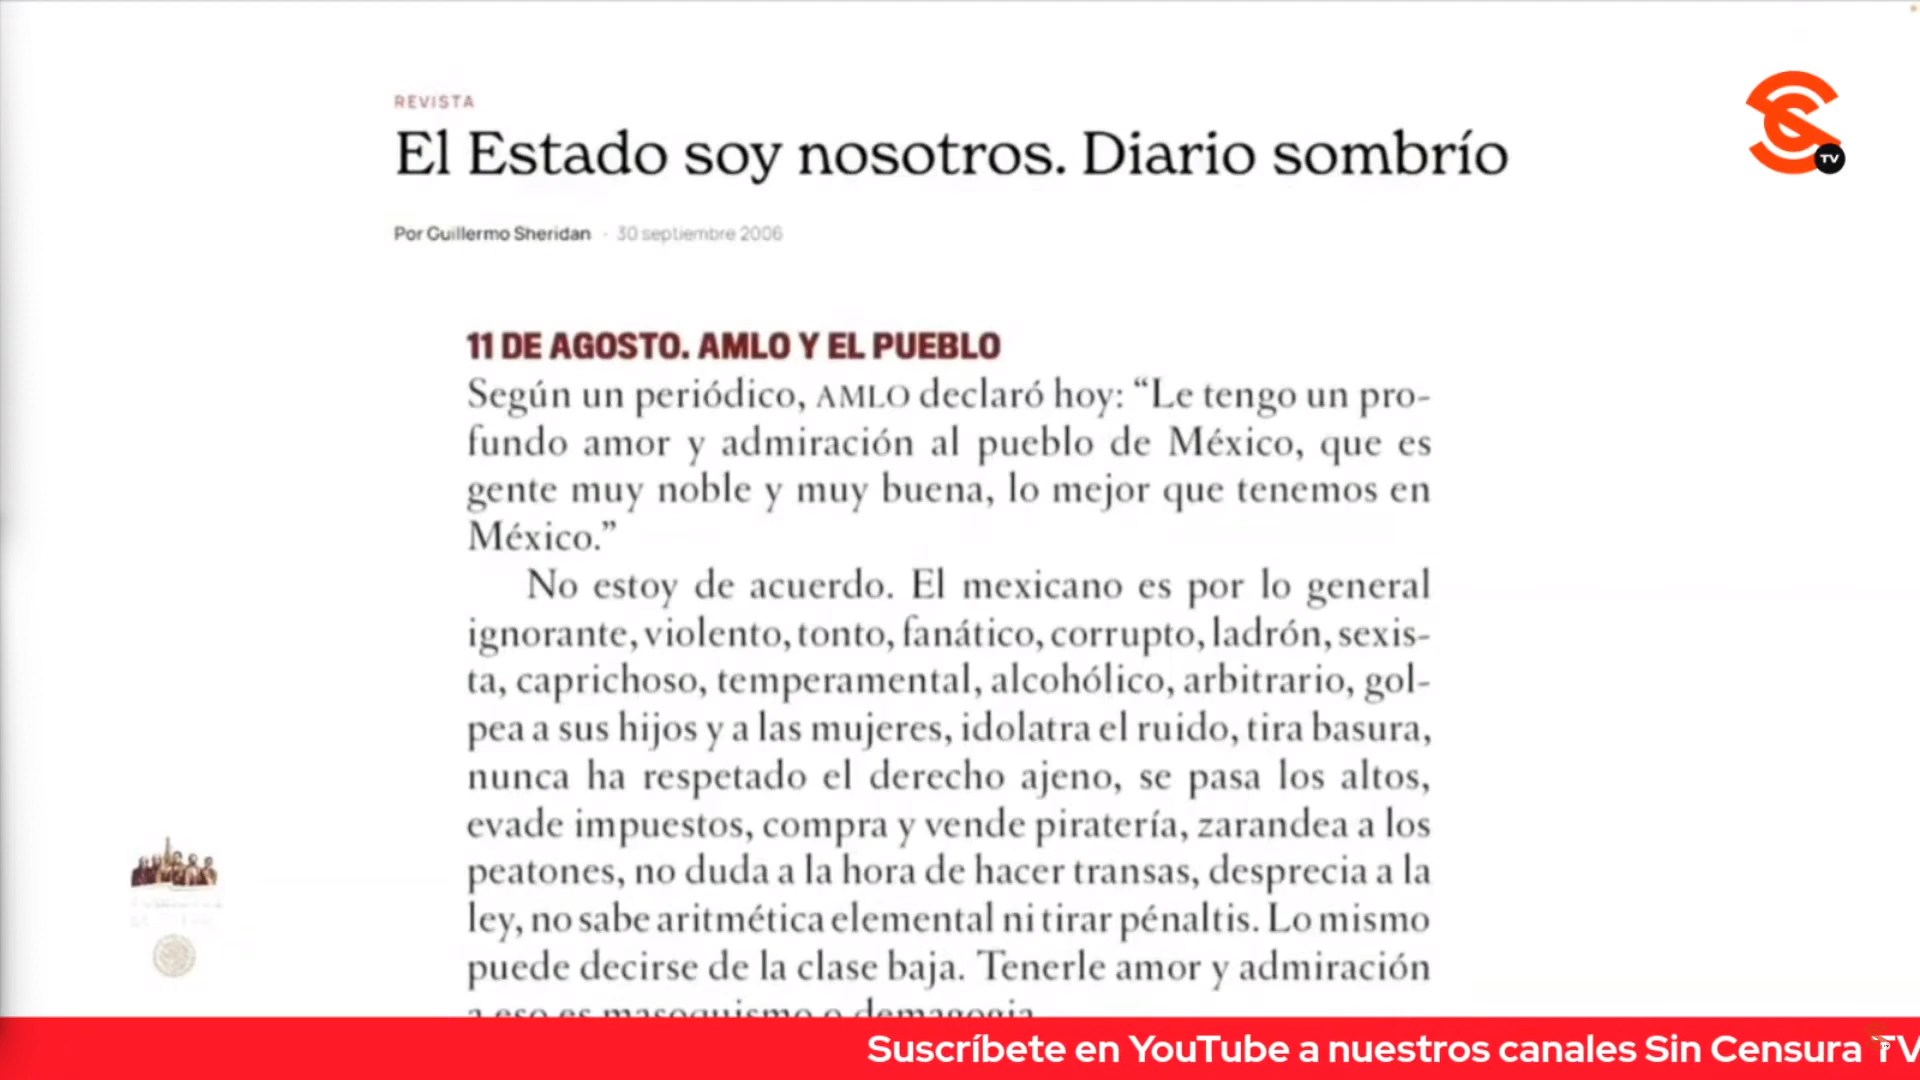 REVISTA
El Estado soy nosotros. Diario sombrío
Por Guillermo Sheridan · 30 septiembre 2006
TV
11 DE AGOSTO. AMLO Y EL PUEBLO
Según un periódico, AMLO declaró hoy: “Le tengo un pro-
fundo amor y admiración al pueblo de México, que es
gente muy noble y muy buena, lo mejor que tenemos en
México.”
No estoy de acuerdo. El mexicano es por lo general
ignorante, violento, tonto, fanático, corrupto, ladrón, sexis-
ta, caprichoso, temperamental, alcohólico, arbitrario, gol-
pea a sus hijos y a las mujeres, idolatra el ruido, tira basura,
nunca ha respetado el derecho ajeno, se pasa los altos,
evade impuestos, compra y vende piratería, zarandea a los
peatones, no duda a la hora de hacer transas, desprecia a la
ley, no sabe aritmética elemental ni tirar pénaltis. Lo mismo
puede decirse de la clase baja. Tenerle amor y admiración
a eso es masoquismo o demagogia.
Suscríbete en YouTube a nuestros canales Sin Censura TV